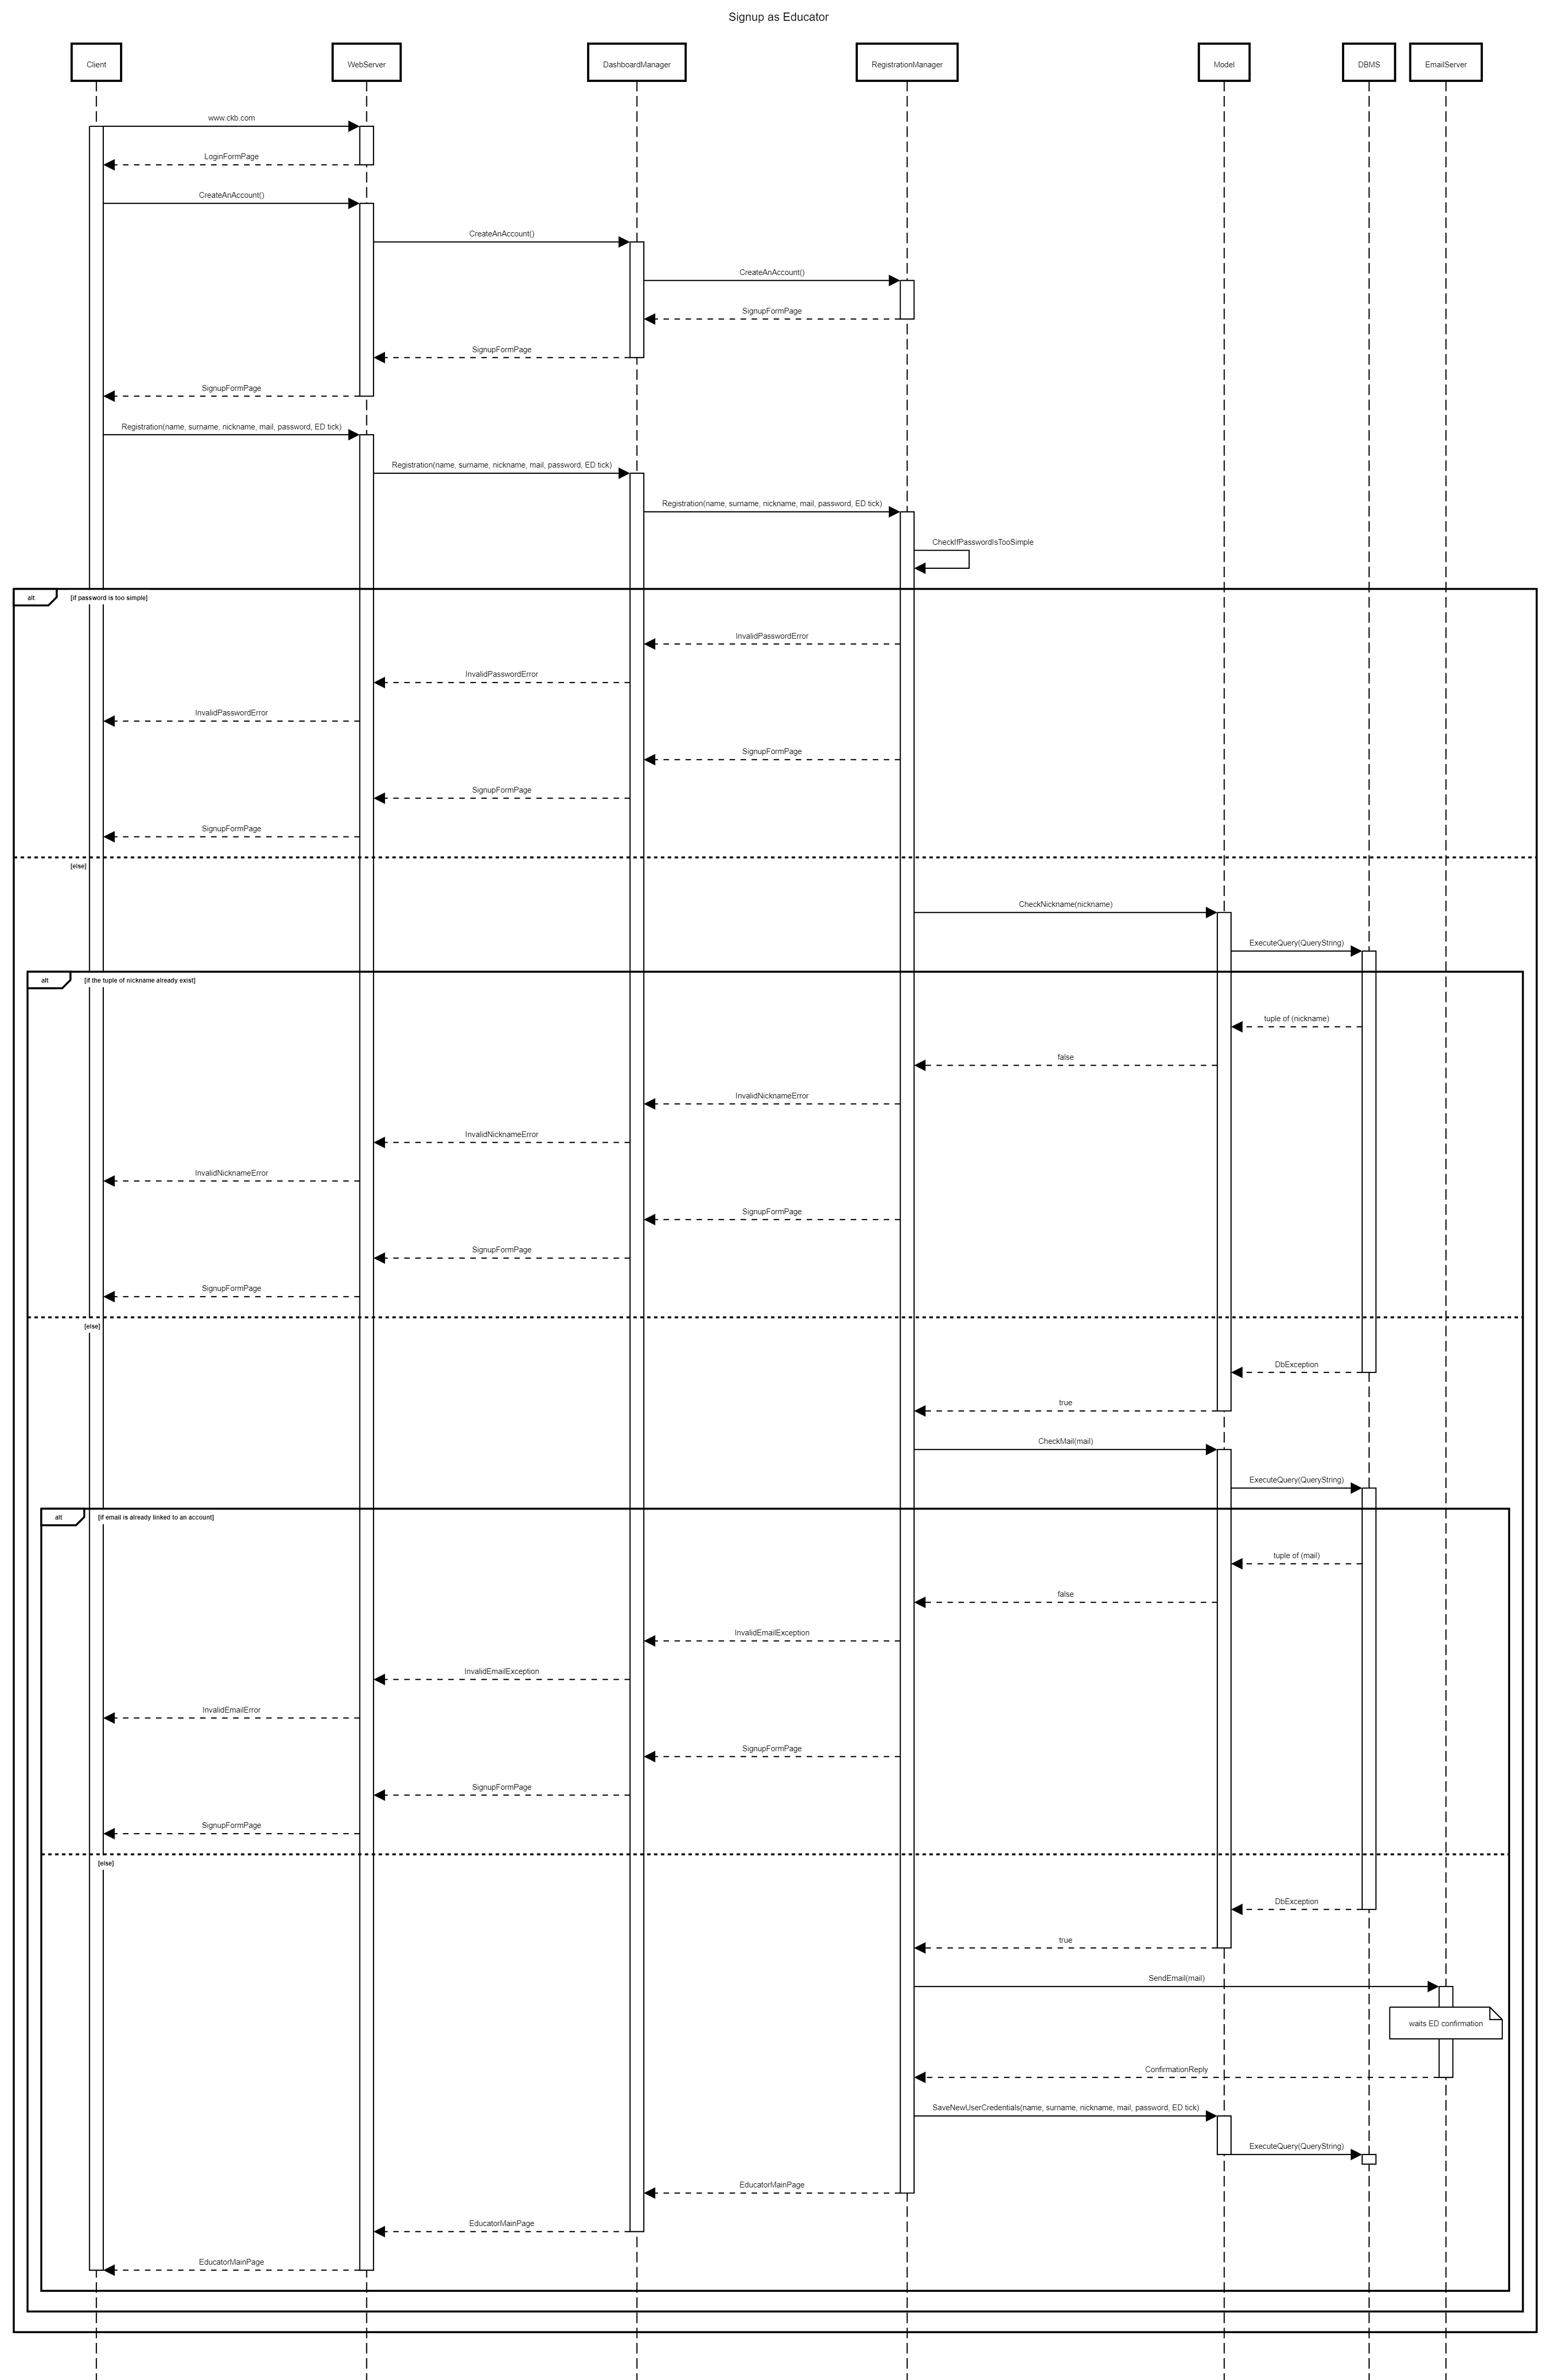 Signup as Educator
Client
WebServer
DashboardManager
RegistrationManager
Model
DBMS
EmailServer
www.ckb.com
LoginFormPage
CreateAnAccount()
CreateAnAccount()
CreateAnAccount()
SignupFormPage
SignupFormPage
SignupFormPage
Registration(name, surname, nickname, mail, password, ED tick)
Registration(name, surname, nickname, mail, password, ED tick)
Registration(name, surname, nickname, mail, password, ED tick)
CheckIfPasswordIsTooSimple
alt
[if password is too simple]
InvalidPasswordError
InvalidPasswordError
InvalidPasswordError
SignupFormPage
SignupFormPage
SignupFormPage
[else]
CheckNickname(nickname)
ExecuteQuery(QueryString)
alt
[if the tuple of nickname already exist]
tuple of (nickname)
false
InvalidNicknameError
InvalidNicknameError
InvalidNicknameError
SignupFormPage
SignupFormPage
SignupFormPage
[else]
DbException
true
CheckMail(mail)
ExecuteQuery(QueryString)
alt
[if email is already linked to an account]
tuple of (mail)
false
InvalidEmailException
InvalidEmailException
InvalidEmailError
SignupFormPage
SignupFormPage
SignupFormPage
[else]
DbException
true
SendEmail(mail)
waits ED confirmation
ConfirmationReply
SaveNewUserCredentials(name, surname, nickname, mail, password, ED tick)
ExecuteQuery(QueryString)
EducatorMainPage
EducatorMainPage
EducatorMainPage